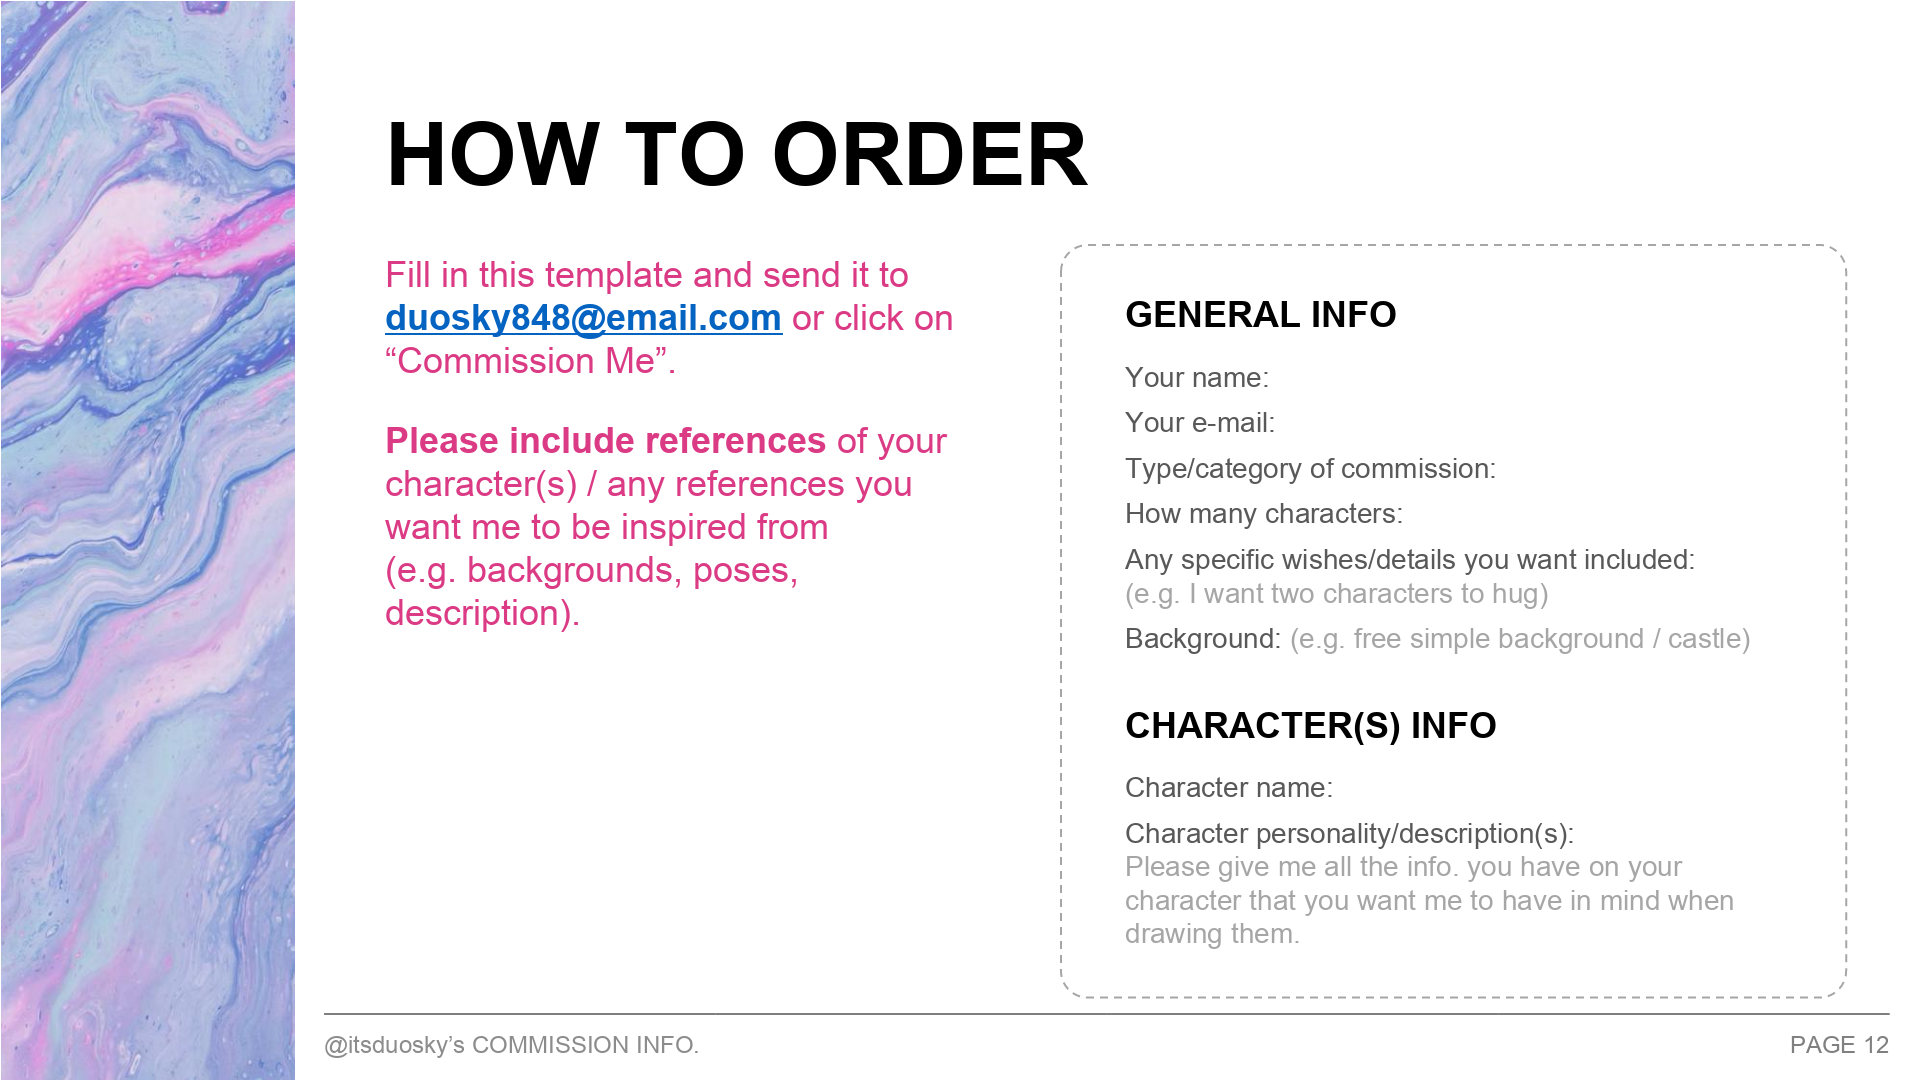 HOW TO ORDER
Fill in this template and send it to
duosky848@email.com or click on
“Commission Me”.
Please include references of your
character(s) / any references you
want me to be inspired from
(e.g. backgrounds, poses,
description).
GENERAL INFO
Your name:
Your e-mail:
Type/category of commission:
How many characters:
Any specific wishes/details you want included:
(e.g. I want two characters to hug)
Background: (e.g. free simple background / castle)
CHARACTER(S) INFO
Character name:
Character personality/description(s):
Please give me all the info. you have on your
character that you want me to have in mind when
drawing them.
@itsduosky’s COMMISSION INFO.
PAGE 12